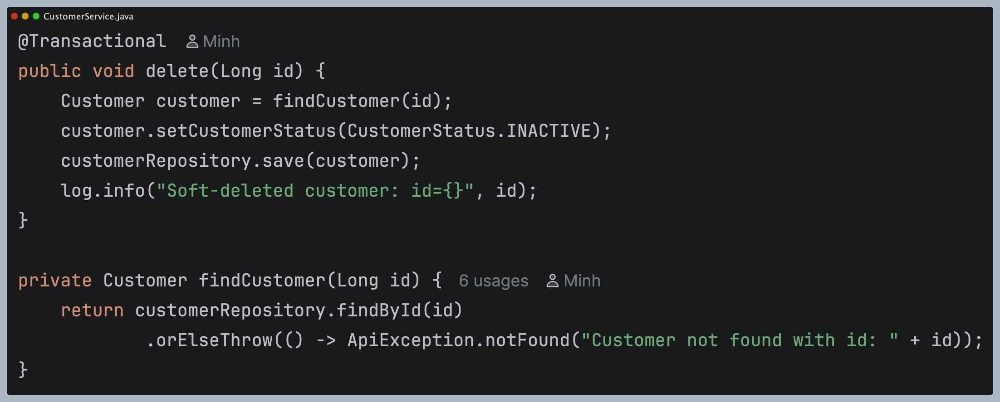 CustomerService.java
@Transactional Minh
public void delete(Long id) {
    Customer customer = findCustomer(id);
    customer.setCustomerStatus(CustomerStatus.INACTIVE);
    customerRepository.save(customer);
    log.info("Soft-deleted customer: id={}", id);
}
private Customer findCustomer(Long id) { 6 usages Minh
    return customerRepository.findById(id)
            .orElseThrow(() -> ApiException.notFound("Customer not found with id: " + id));
}